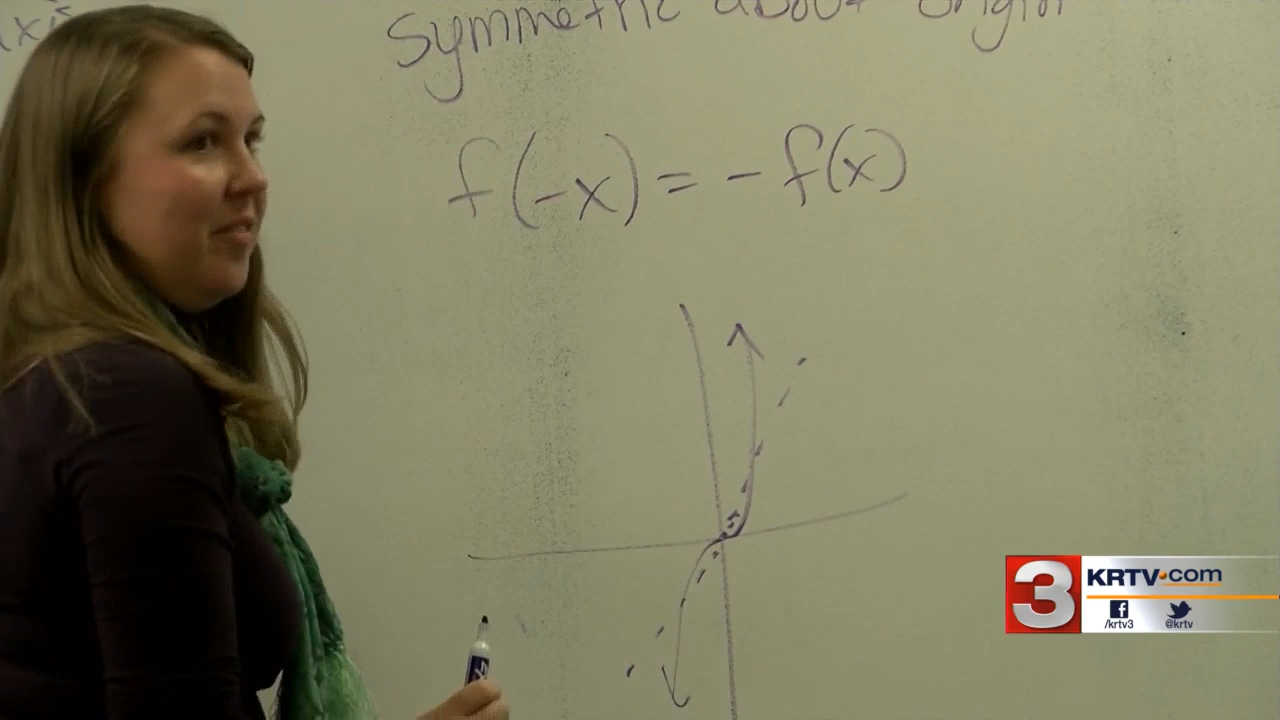 symmetric about origin
f(-x) = - f(x)
3
KRTV.com
/krtv3
@krtv